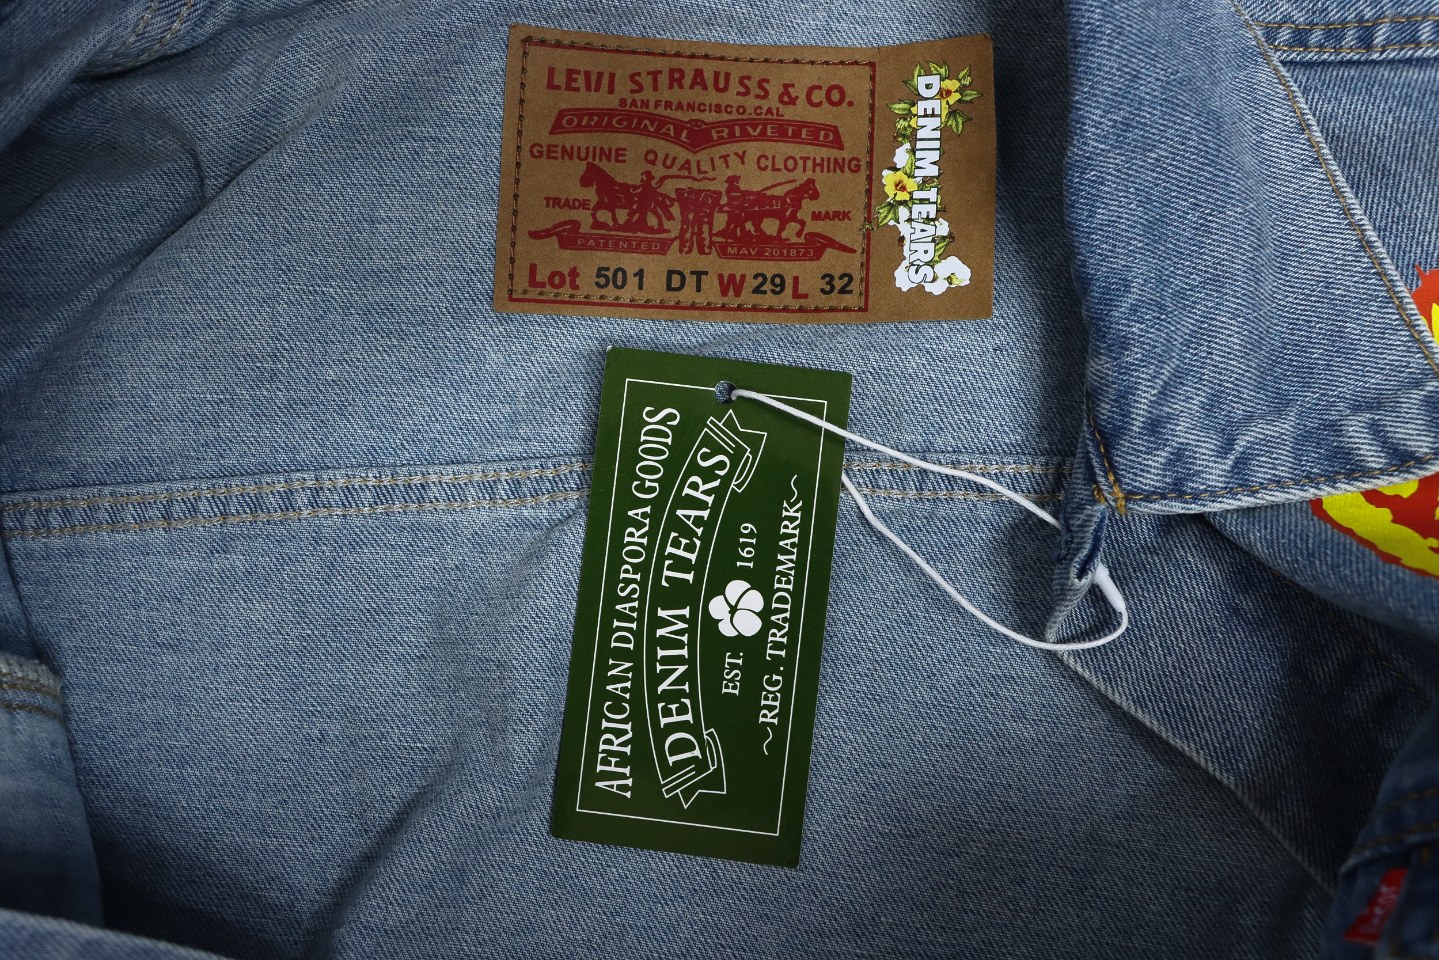 LEVI STRAUSS & CO.
SAN FRANCISCO.CAL
ORIGINAL RIVETED
GENUINE QUALITY CLOTHING
TRADE MARK
PATENTED MAV 201873
Lot 501 DT W 29 L 32
DENIM TEARS
AFRICAN DIASPORA GOODS
DENIM TEARS
EST. 1619
~REG. TRADEMARK~